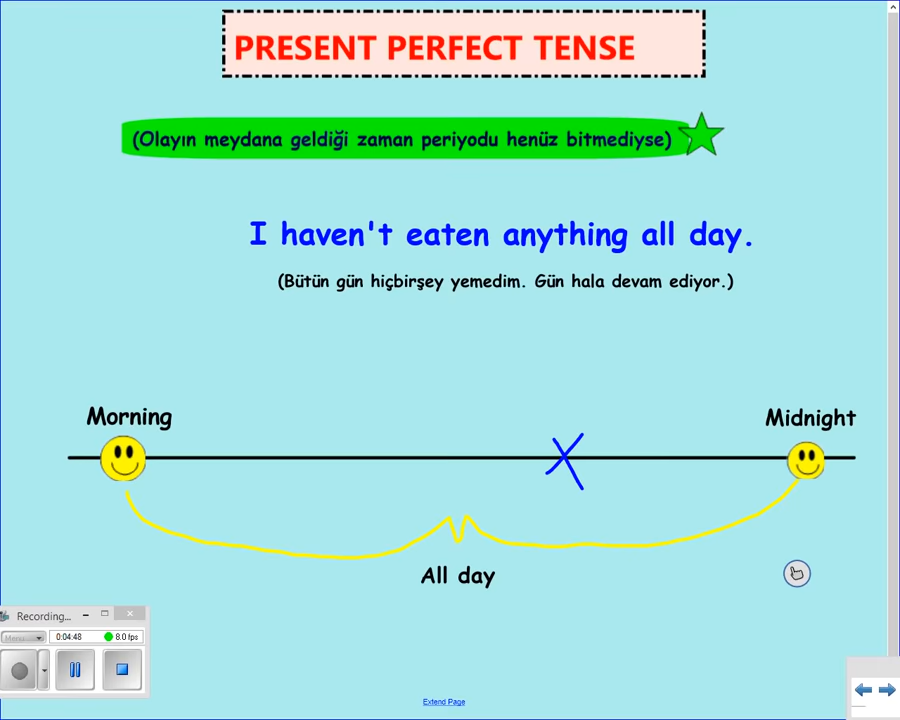 PRESENT PERFECT TENSE
(Olayın meydana geldiği zaman periyodu henüz bitmediyse)
I haven't eaten anything all day.
(Bütün gün hiçbirşey yemedim. Gün hala devam ediyor.)
Morning
Midnight
All day
Recording...
Menu...
0:04:48
8.0 fps
Extend Page